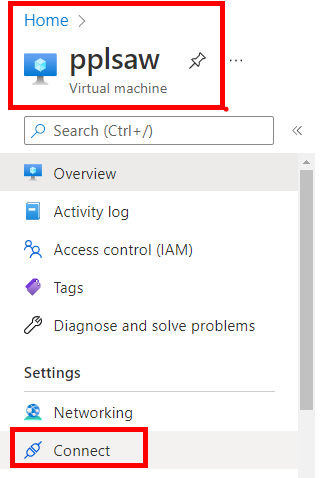 Home
pplsaw
Virtual machine
Search (Ctrl+/)
Overview
Activity log
Access control (IAM)
Tags
Diagnose and solve problems
Settings
Networking
Connect